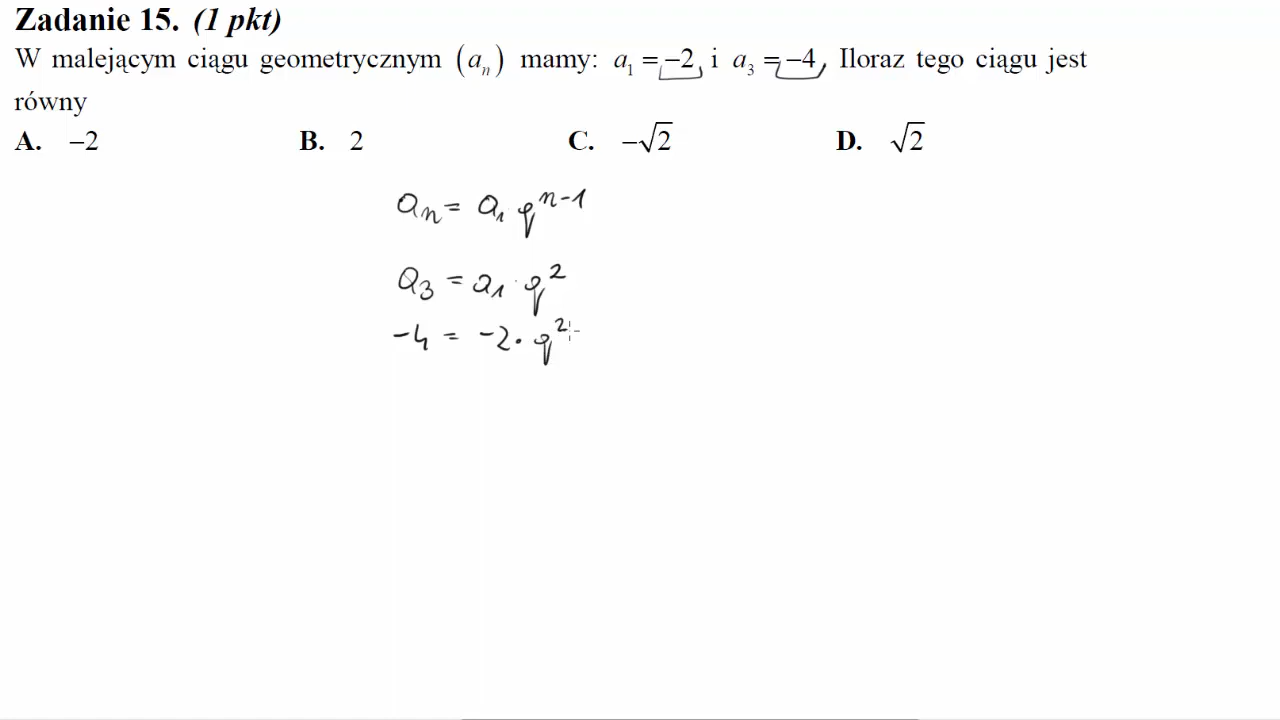 Zadanie 15. (1 pkt)
W malejącym ciągu geometrycznym (aₙ) mamy: a₁ = −2, i a₃ = −4, Iloraz tego ciągu jest
równy
A. −2 B. 2 C. −√2 D. √2
aₙ = a₁ qⁿ⁻¹
a₃ = a₁ · q²
−4 = −2 · q²